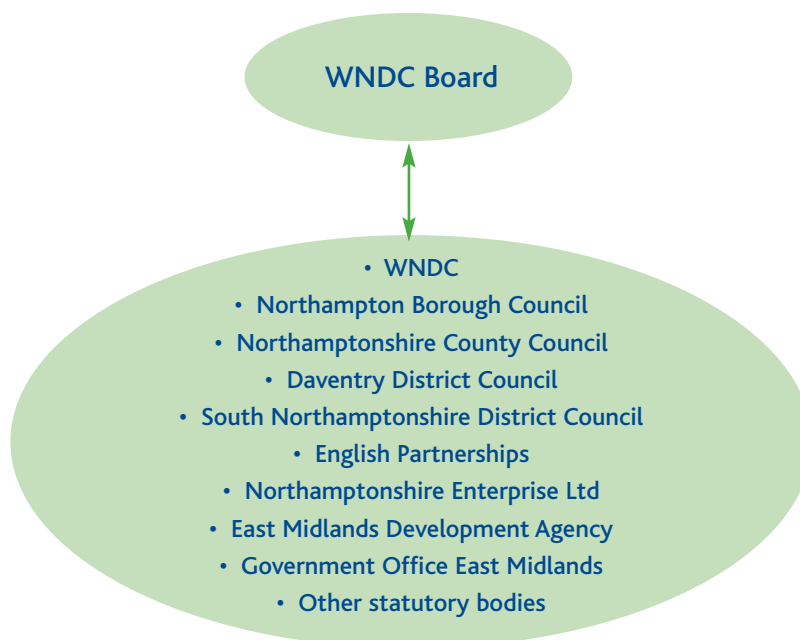 WNDC Board
• WNDC
• Northampton Borough Council
• Northamptonshire County Council
• Daventry District Council
• South Northamptonshire District Council
• English Partnerships
• Northamptonshire Enterprise Ltd
• East Midlands Development Agency
• Government Office East Midlands
• Other statutory bodies